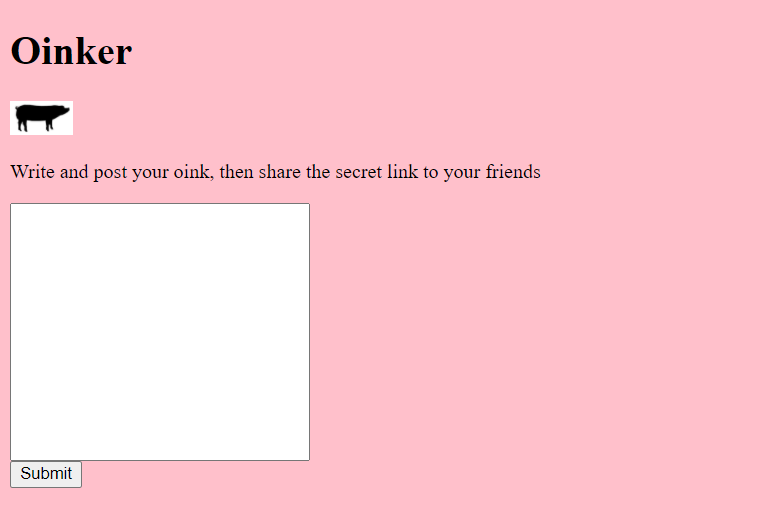 Oinker
Write and post your oink, then share the secret link to your friends
Submit